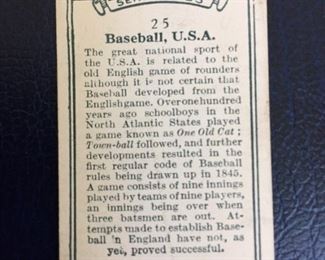 25
Baseball, U.S.A.
The great national sport of
the U.S.A. is related to the
old English game of rounders
although it is not certain that
Baseball developed from the
Englishgame. Overonehundred
years ago schoolboys in the
North Atlantic States played
a game known as One Old Cat ;
Town-ball followed, and further
developments resulted in the
first regular code of Baseball
rules being drawn up in 1845.
A game consists of nine innings
played by teams of nine players,
an innings being over when
three batsmen are out. At-
tempts made to establish Base-
ball 'n England have not, as
yet, proved successful.